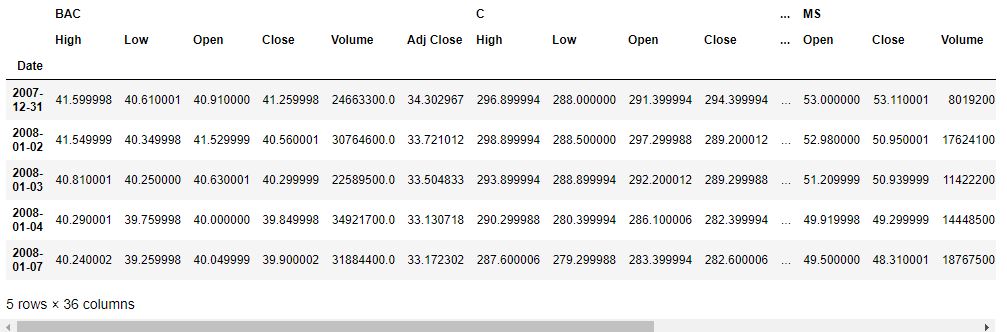 BAC C ... MS
High Low Open Close Volume Adj Close High Low Open Close ... Open Close Volume
Date
2007-
12-31 41.599998 40.610001 40.910000 41.259998 24663300.0 34.302967 296.899994 288.000000 291.399994 294.399994 ... 53.000000 53.110001 8019200
2008-
01-02 41.549999 40.349998 41.529999 40.560001 30764600.0 33.721012 298.899994 288.500000 297.299988 289.200012 ... 52.980000 50.950001 17624100
2008-
01-03 40.810001 40.250000 40.630001 40.299999 22589500.0 33.504833 293.899994 288.899994 292.200012 289.299988 ... 51.209999 50.939999 11422200
2008-
01-04 40.290001 39.759998 40.000000 39.849998 34921700.0 33.130718 290.299988 280.399994 286.100006 282.399994 ... 49.919998 49.299999 14448500
2008-
01-07 40.240002 39.259998 40.049999 39.900002 31884400.0 33.172302 287.600006 279.299988 283.399994 282.600006 ... 49.500000 48.310001 18767500
5 rows × 36 columns